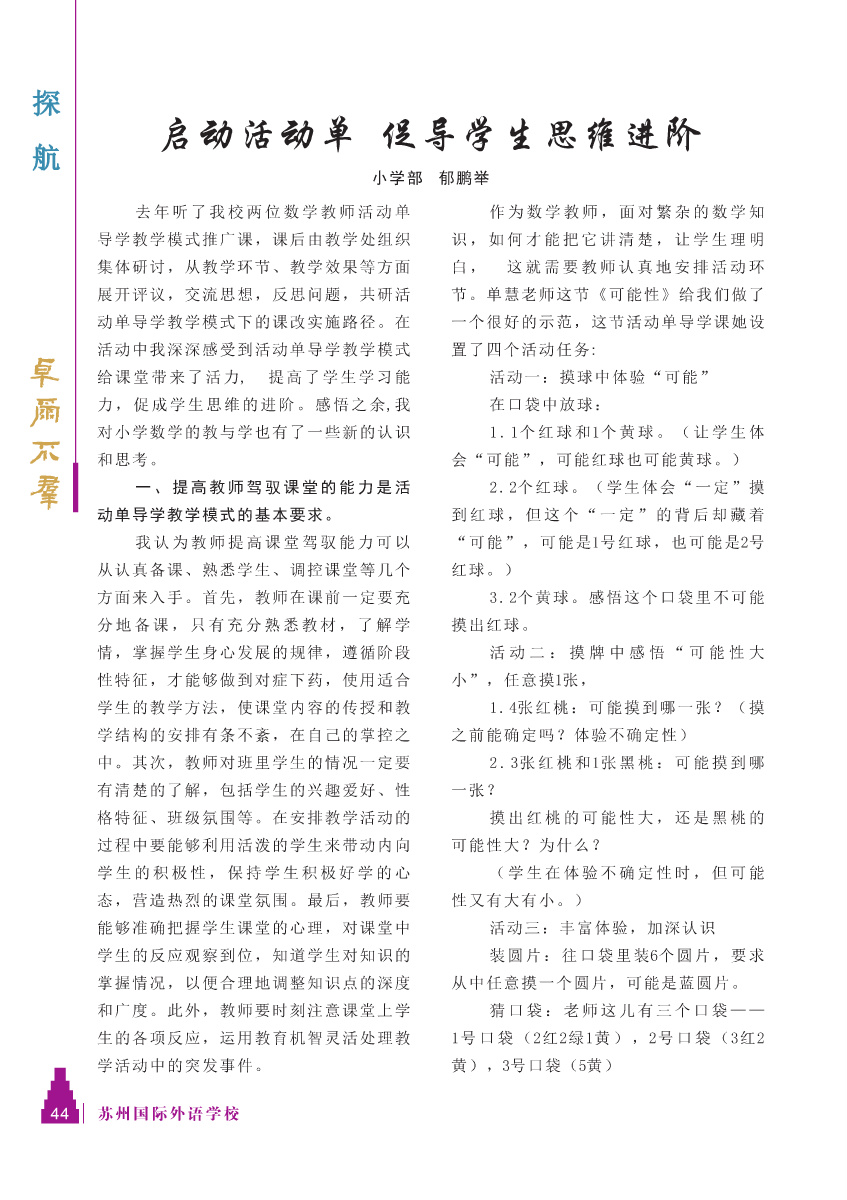 探
航
卓尔不群
启动活动单 促导学生思维进阶
小学部 郁鹏举
去年听了我校两位数学教师活动单
导学教学模式推广课，课后由教学处组织
集体研讨，从教学环节、教学效果等方面
展开评议，交流思想，反思问题，共研活
动单导学教学模式下的课改实施路径。在
活动中我深深感受到活动单导学教学模式
给课堂带来了活力， 提高了学生学习能
力，促成学生思维的进阶。感悟之余,我
对小学数学的教与学也有了一些新的认识
和思考。
一、提高教师驾驭课堂的能力是活
动单导学教学模式的基本要求。
我认为教师提高课堂驾驭能力可以
从认真备课、熟悉学生、调控课堂等几个
方面来入手。首先，教师在课前一定要充
分地备课，只有充分熟悉教材，了解学
情，掌握学生身心发展的规律，遵循阶段
性特征，才能够做到对症下药，使用适合
学生的教学方法，使课堂内容的传授和教
学结构的安排有条不紊，在自己的掌控之
中。其次，教师对班里学生的情况一定要
有清楚的了解，包括学生的兴趣爱好、性
格特征、班级氛围等。在安排教学活动的
过程中要能够利用活泼的学生来带动内向
学生的积极性，保持学生积极好学的心
态，营造热烈的课堂氛围。最后，教师要
能够准确把握学生课堂的心理，对课堂中
学生的反应观察到位，知道学生对知识的
掌握情况，以便合理地调整知识点的深度
和广度。此外，教师要时刻注意课堂上学
生的各项反应，运用教育机智灵活处理教
学活动中的突发事件。
作为数学教师，面对繁杂的数学知
识，如何才能把它讲清楚，让学生理明
白， 这就需要教师认真地安排活动环
节。单慧老师这节《可能性》给我们做了
一个很好的示范，这节活动单导学课她设
置了四个活动任务:
活动一：摸球中体验“可能”
在口袋中放球：
1.1个红球和1个黄球。（让学生体
会“可能”，可能红球也可能黄球。）
2.2个红球。（学生体会“一定”摸
到红球，但这个“一定”的背后却藏着
“可能”，可能是1号红球，也可能是2号
红球。）
3.2个黄球。感悟这个口袋里不可能
摸出红球。
活动二：摸牌中感悟“可能性大
小”，任意摸1张，
1.4张红桃：可能摸到哪一张？（摸
之前能确定吗？体验不确定性）
2.3张红桃和1张黑桃：可能摸到哪
一张？
摸出红桃的可能性大，还是黑桃的
可能性大？为什么？
（学生在体验不确定性时，但可能
性又有大有小。）
活动三：丰富体验，加深认识
装圆片：往口袋里装6个圆片，要求
从中任意摸一个圆片，可能是蓝圆片。
猜口袋：老师这儿有三个口袋——
1号口袋（2红2绿1黄），2号口袋（3红2
黄），3号口袋（5黄）
44 苏州国际外语学校